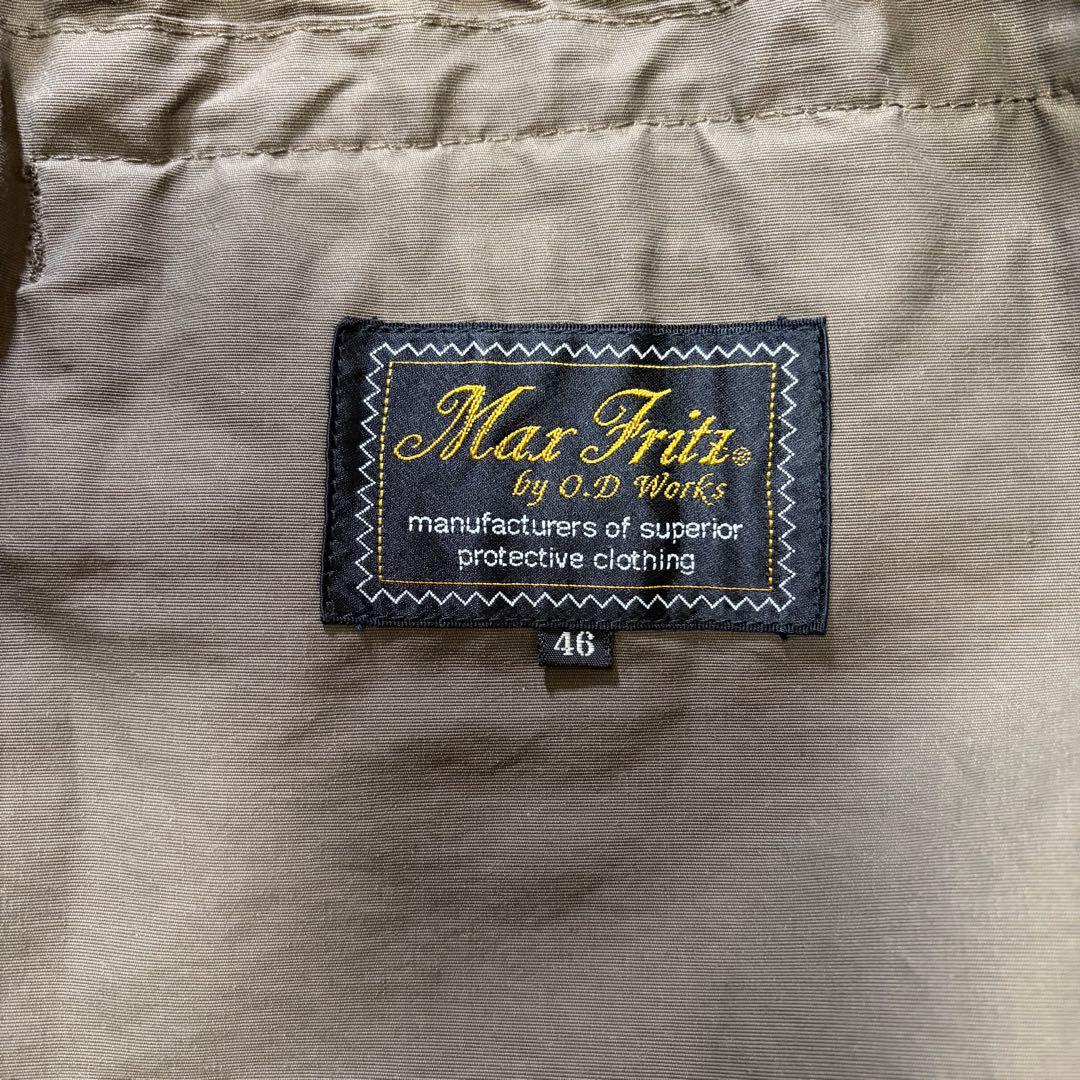 Max Fritz®
by O.D Works
manufacturers of superior
protective clothing
46